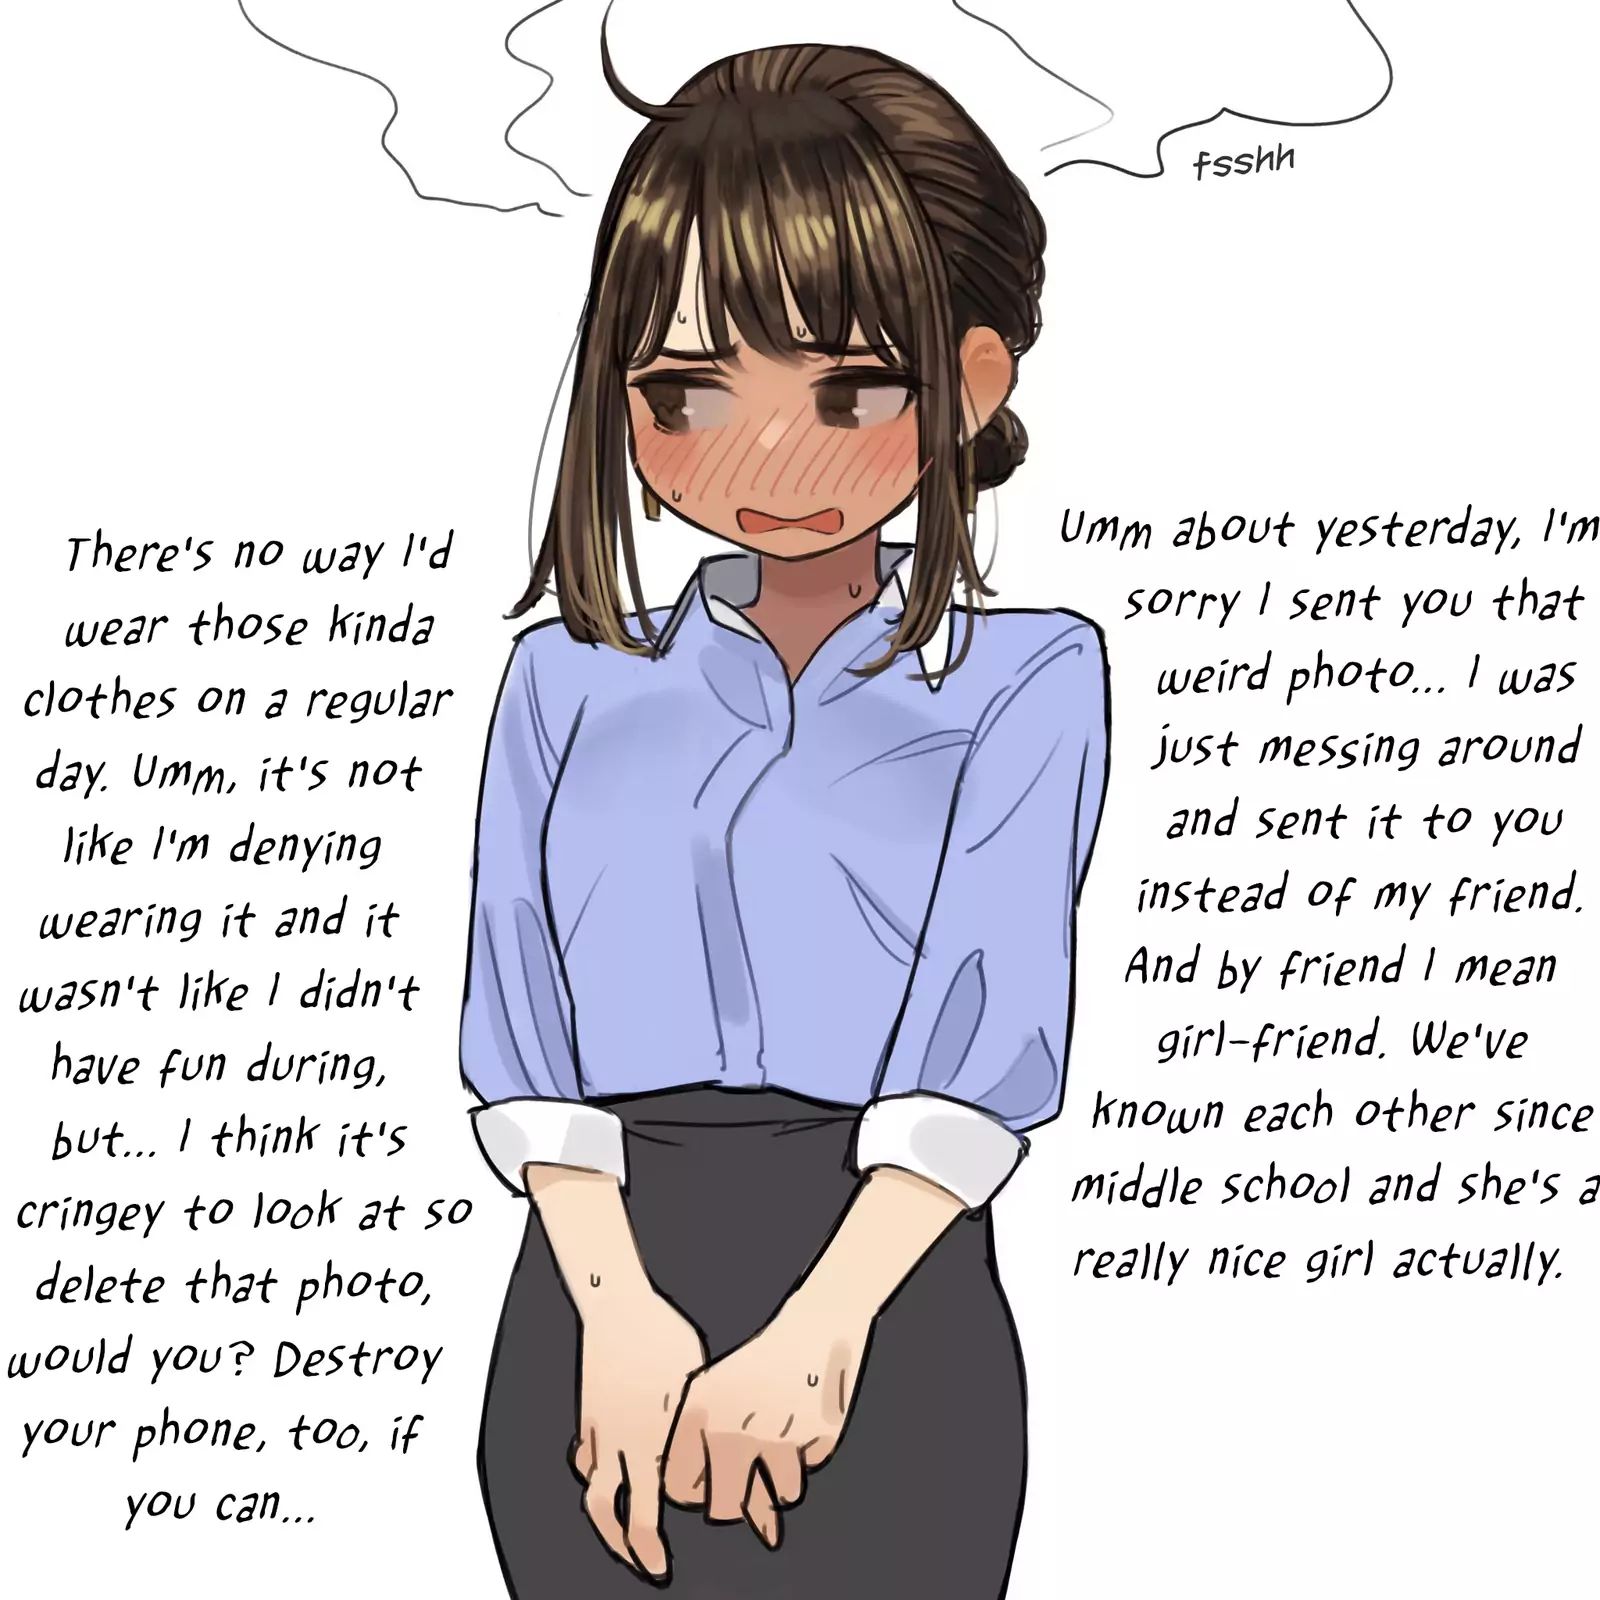 fsshh
Umm about yesterday, I'm
sorry I sent you that
weird photo... I was
just messing around
and sent it to you
instead of my friend.
And by friend I mean
girl-friend. We've
known each other since
middle school and she's a
really nice girl actually.
There's no way I'd
wear those kinda
clothes on a regular
day. Umm, it's not
like I'm denying
wearing it and it
wasn't like I didn't
have fun during,
but... I think it's
cringey to look at so
delete that photo,
would you? Destroy
your phone, too, if
you can...